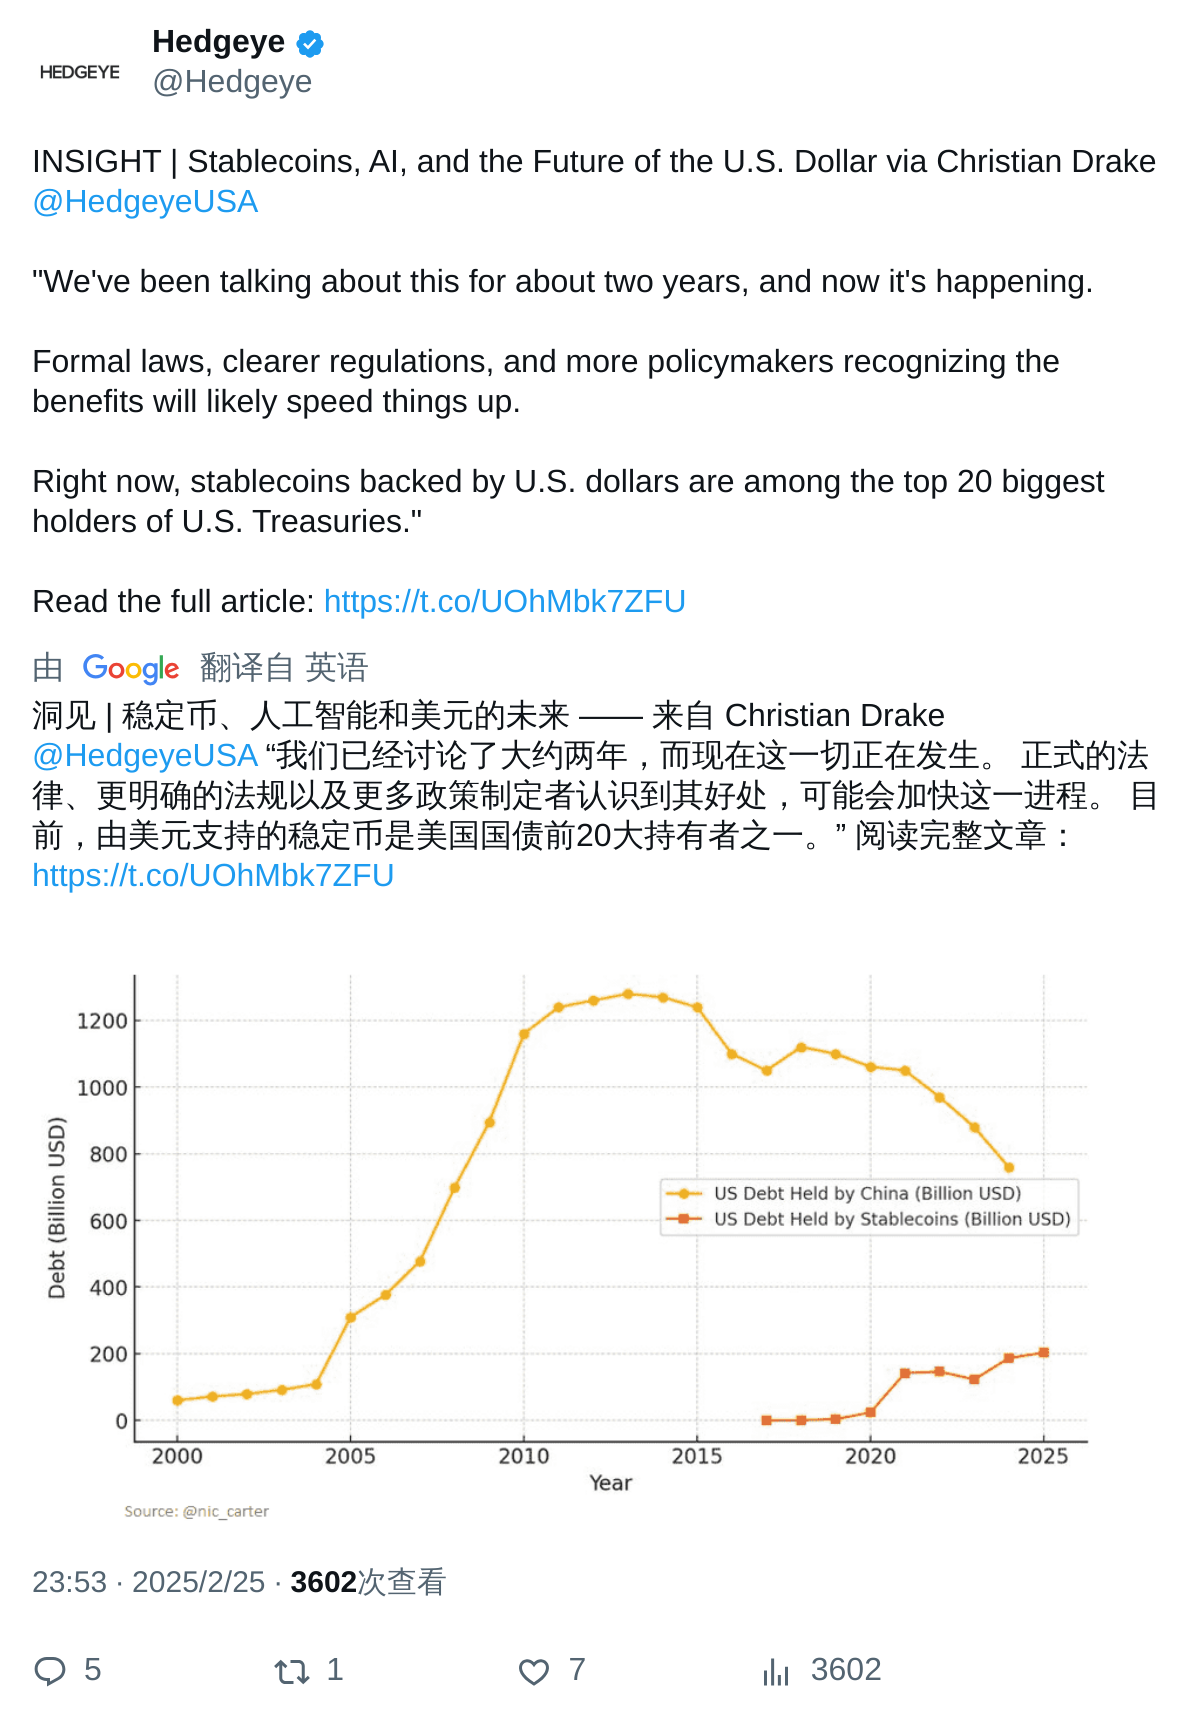 HEDGEYE
Hedgeye
@Hedgeye
INSIGHT | Stablecoins, AI, and the Future of the U.S. Dollar via Christian Drake
@HedgeyeUSA
"We've been talking about this for about two years, and now it's happening.
Formal laws, clearer regulations, and more policymakers recognizing the
benefits will likely speed things up.
Right now, stablecoins backed by U.S. dollars are among the top 20 biggest
holders of U.S. Treasuries."
Read the full article: https://t.co/UOhMbk7ZFU
由 Google 翻译自 英语
洞见 | 稳定币、人工智能和美元的未来 —— 来自 Christian Drake
@HedgeyeUSA “我们已经讨论了大约两年，而现在这一切正在发生。 正式的法
律、更明确的法规以及更多政策制定者认识到其好处，可能会加快这一进程。 目
前，由美元支持的稳定币是美国国债前20大持有者之一。” 阅读完整文章：
https://t.co/UOhMbk7ZFU
1200
1000
800
600
400
200
0
Debt (Billion USD)
US Debt Held by China (Billion USD)
US Debt Held by Stablecoins (Billion USD)
2000 2005 2010 2015 2020 2025
Year
Source: @nic_carter
23:53 · 2025/2/25 · 3602次查看
5 1 7 3602